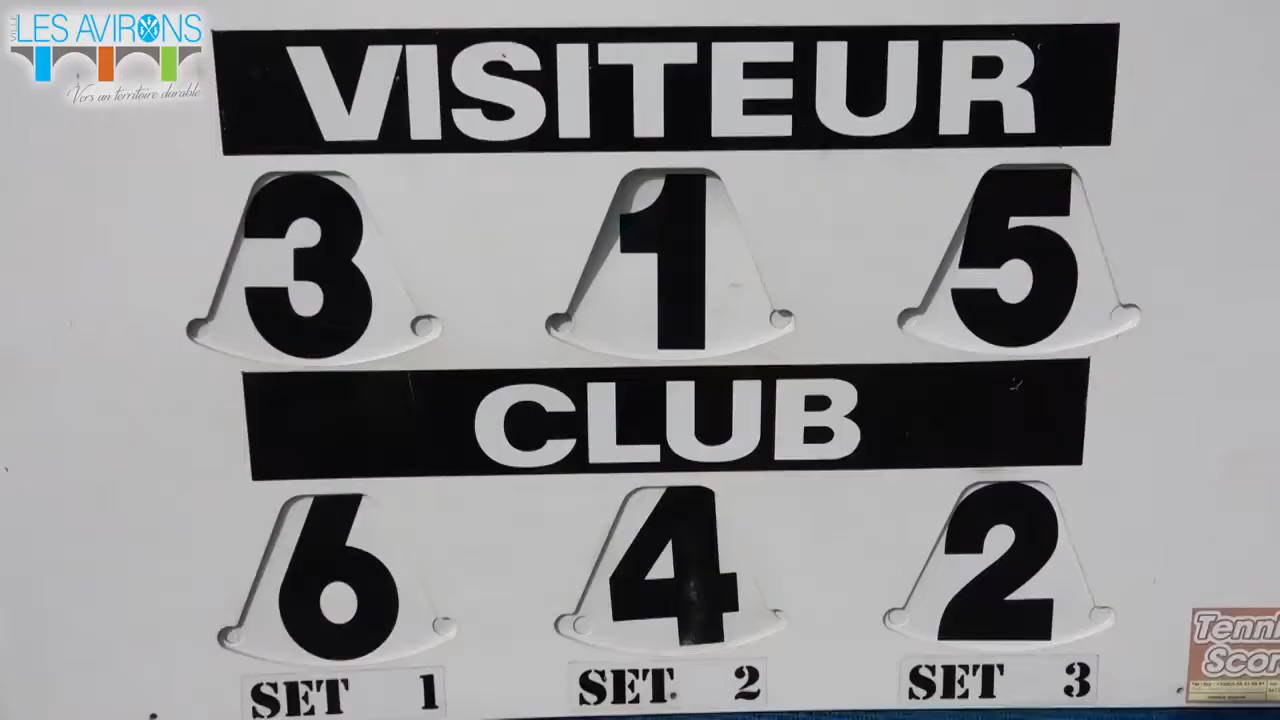 VILLE
LES AVIRONS
Vers un territoire durable
VISITEUR
3 1 5
CLUB
6 4 2
SET 1 SET 2 SET 3
Tenni
Scor